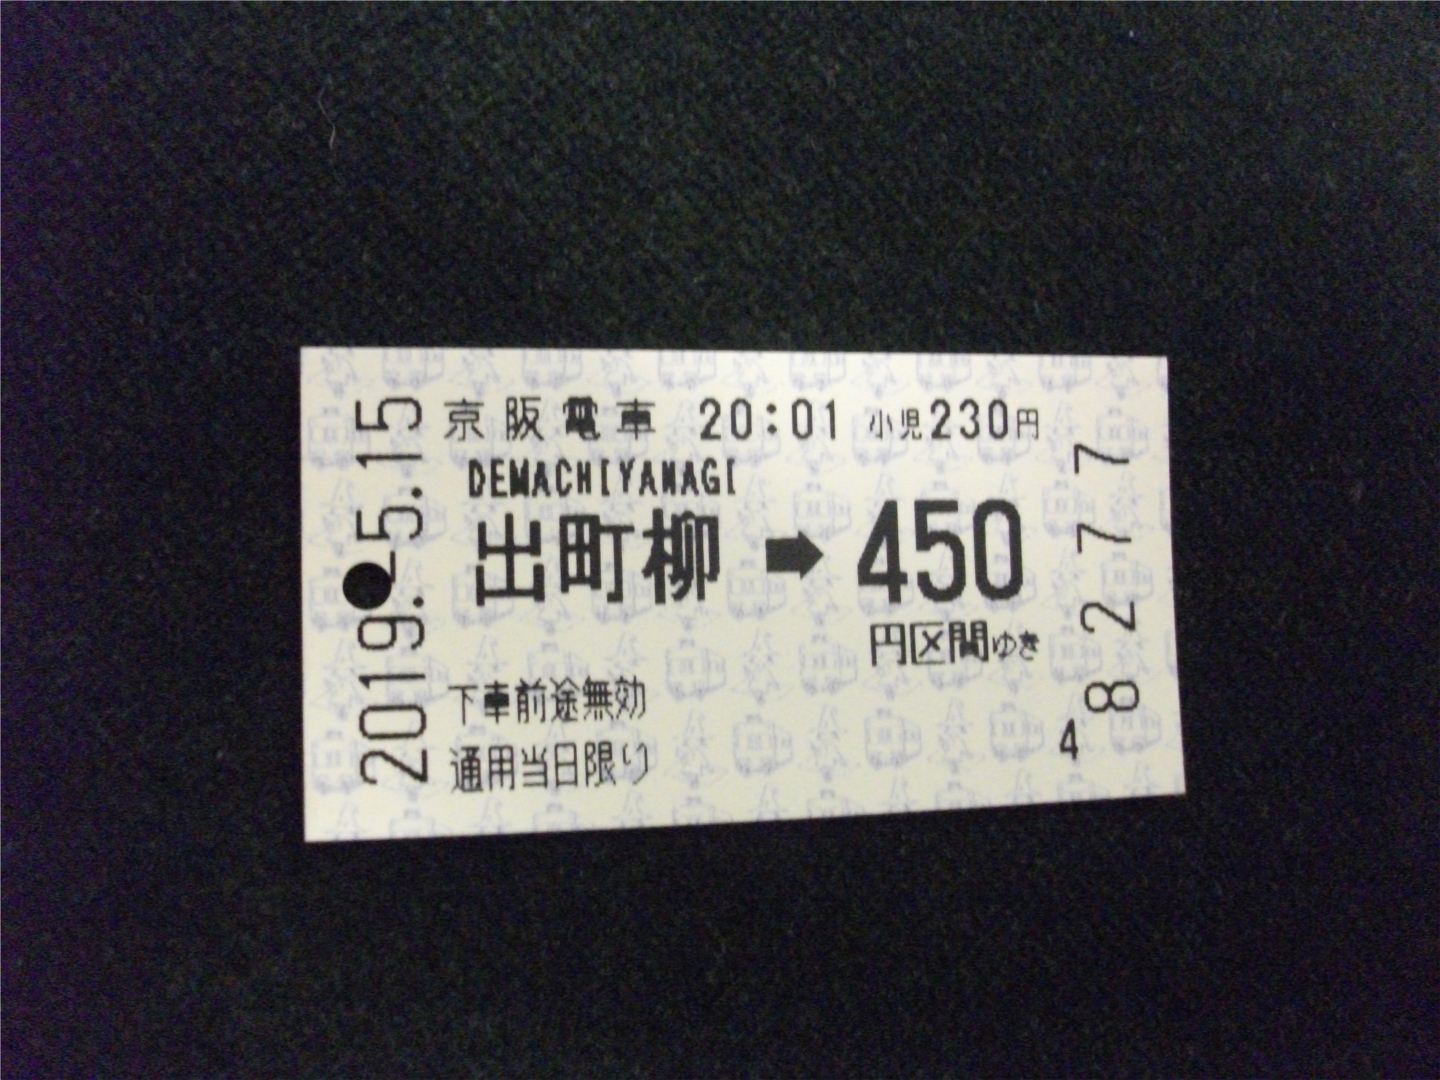 2019.5.15
京阪電車 20:01 小児230円
DEMACHIYANAGI
出町柳 ➡ 450
円区間ゆき
下車前途無効
通用当日限り
4
8277